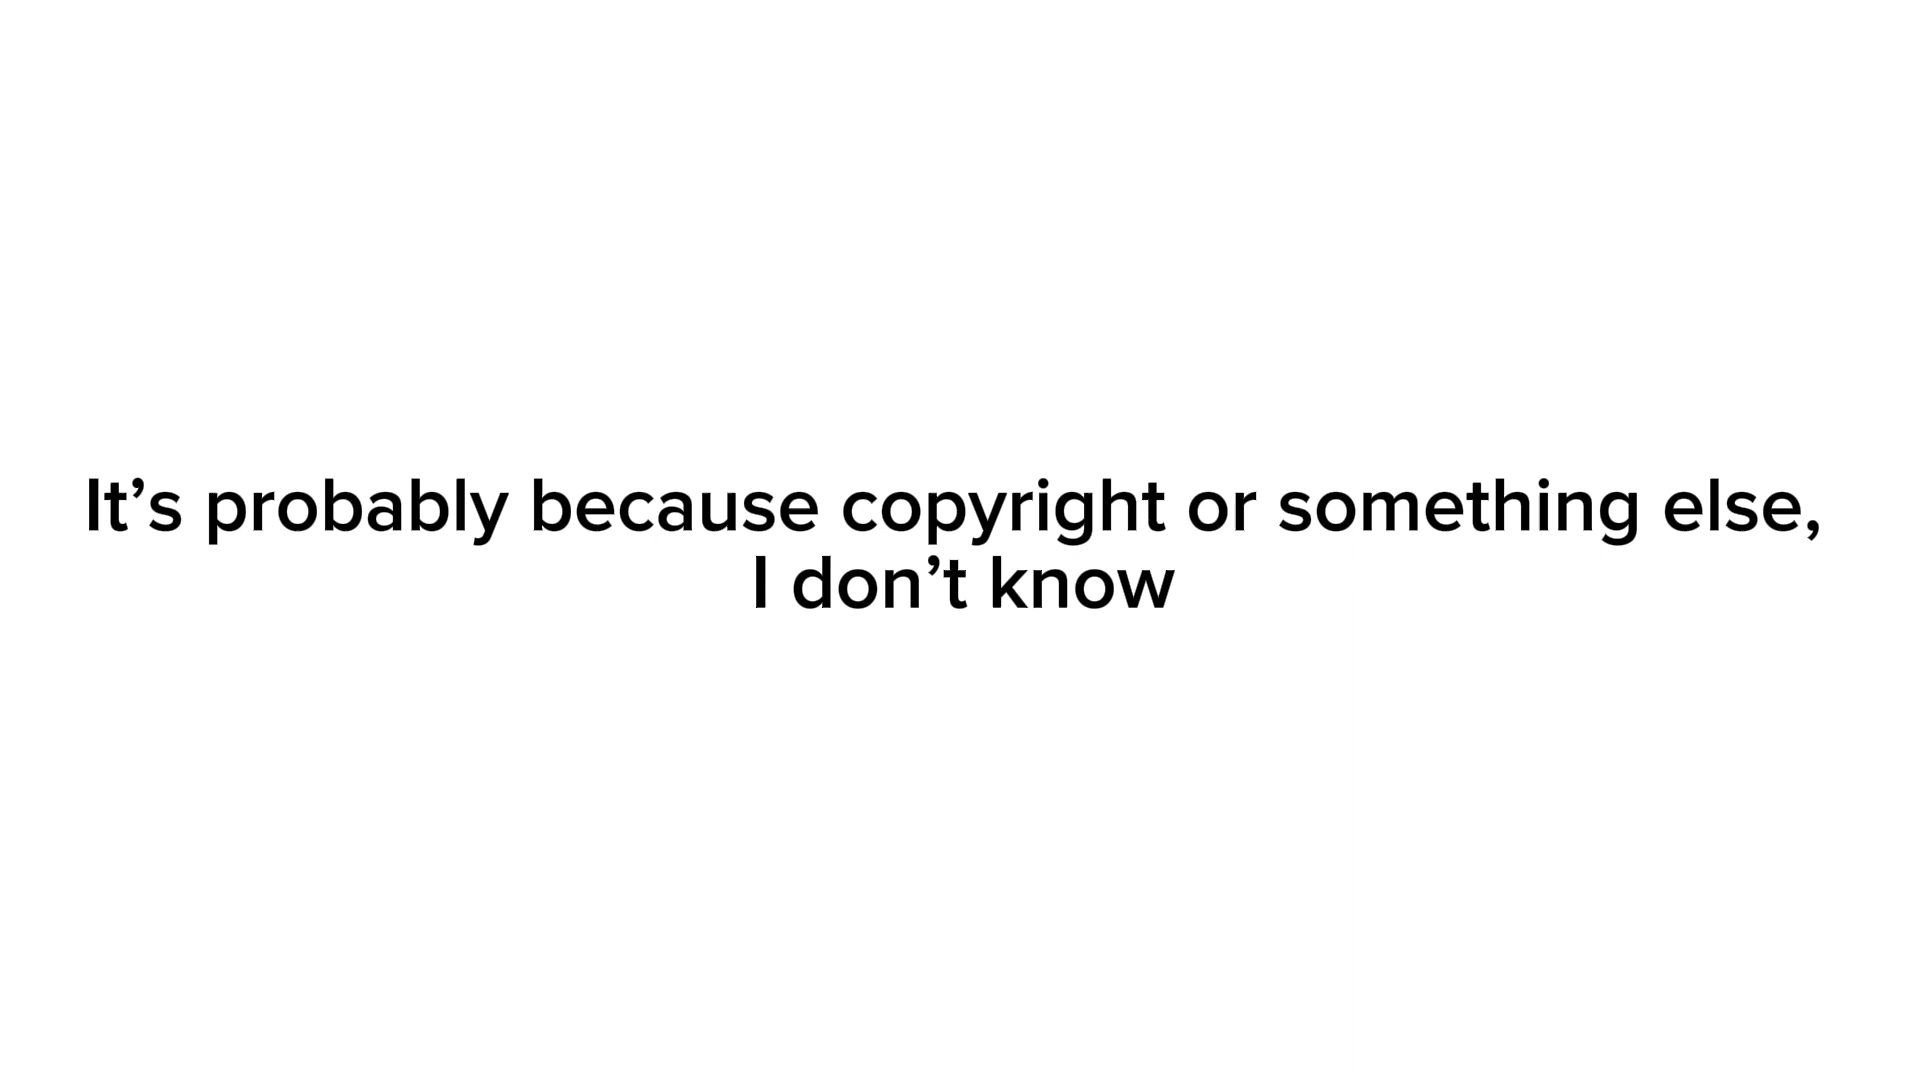 It’s probably because copyright or something else,
I don’t know